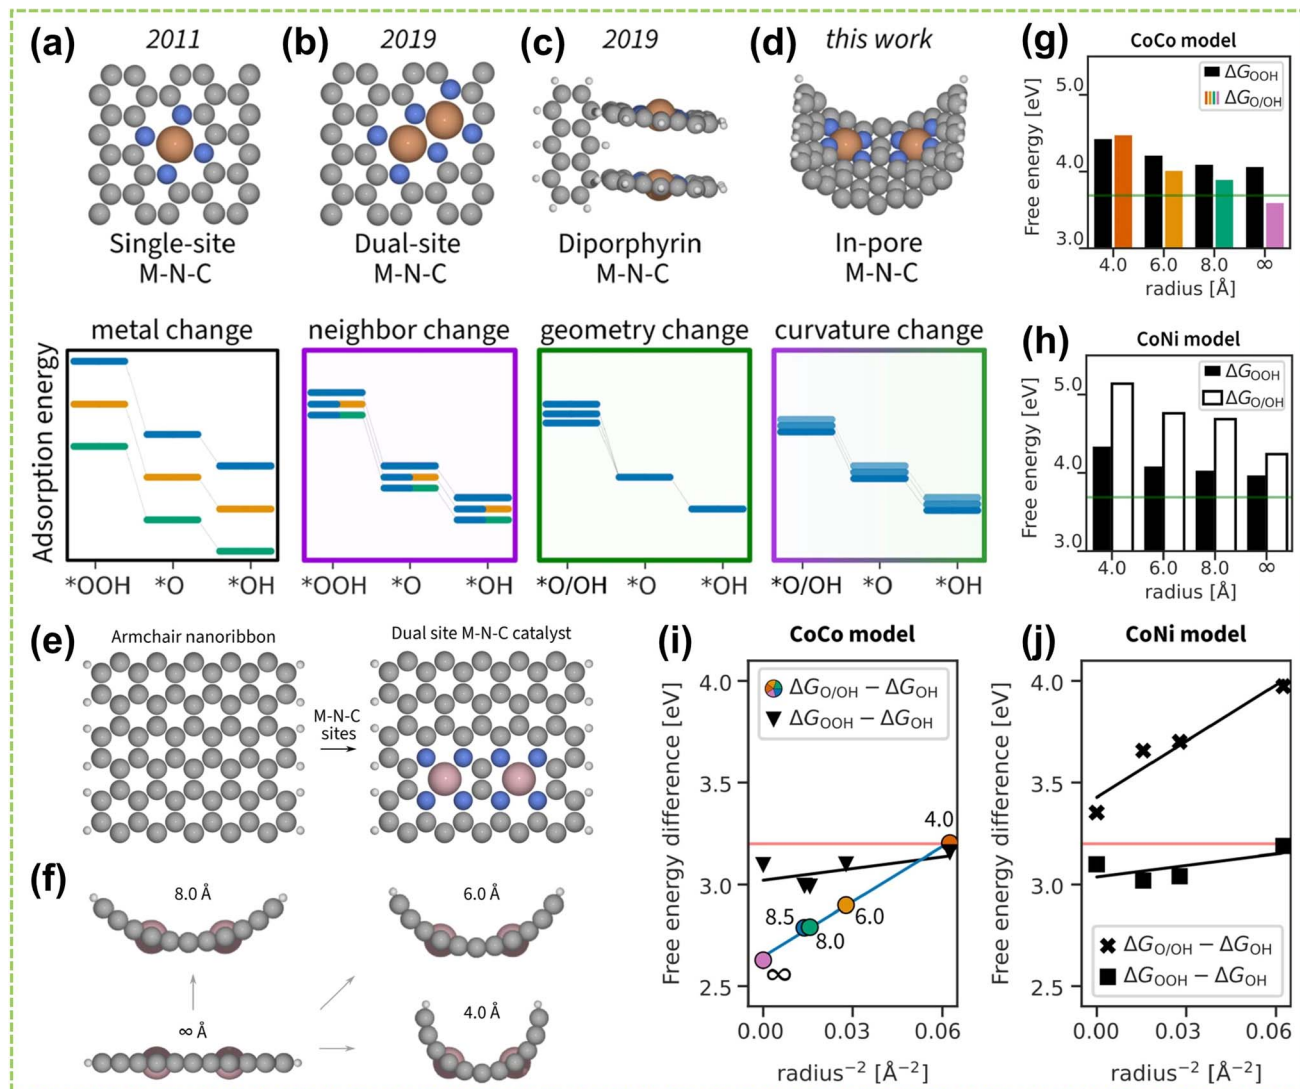 (a)
2011
Single-site
M-N-C
(b)
2019
Dual-site
M-N-C
(c)
2019
Diporphyrin
M-N-C
(d)
this work
In-pore
M-N-C
Adsorption energy
metal change
*OOH *O *OH
neighbor change
*OOH *O *OH
geometry change
*O/OH *O *OH
curvature change
*O/OH *O *OH
(e)
Armchair nanoribbon
M-N-C
sites
Dual site M-N-C catalyst
(f)
8.0 Å
6.0 Å
∞ Å
4.0 Å
(g)
CoCo model
ΔG_OOH
ΔG_O/OH
Free energy [eV]
5.0
4.0
3.0
4.0 6.0 8.0 ∞
radius [Å]
(h)
CoNi model
ΔG_OOH
ΔG_O/OH
Free energy [eV]
5.0
4.0
3.0
4.0 6.0 8.0 ∞
radius [Å]
(i)
CoCo model
ΔG_O/OH − ΔG_OH
ΔG_OOH − ΔG_OH
Free energy difference [eV]
4.0
3.5
3.0
2.5
4.0
6.0
8.5
8.0
∞
0.00 0.03 0.06
radius⁻² [Å⁻²]
(j)
CoNi model
Free energy difference [eV]
4.0
3.5
3.0
2.5
ΔG_O/OH − ΔG_OH
ΔG_OOH − ΔG_OH
0.00 0.03 0.06
radius⁻² [Å⁻²]